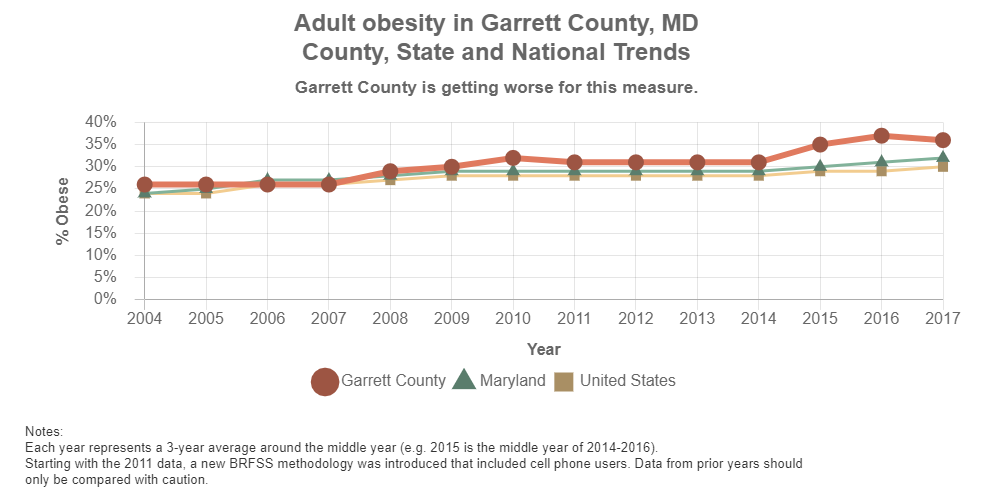 Adult obesity in Garrett County, MD
County, State and National Trends
Garrett County is getting worse for this measure.
40%
35%
30%
25%
20%
15%
10%
5%
0%
% Obese
2004 2005 2006 2007 2008 2009 2010 2011 2012 2013 2014 2015 2016 2017
Year
Garrett County Maryland United States
Notes:
Each year represents a 3-year average around the middle year (e.g. 2015 is the middle year of 2014-2016).
Starting with the 2011 data, a new BRFSS methodology was introduced that included cell phone users. Data from prior years should
only be compared with caution.